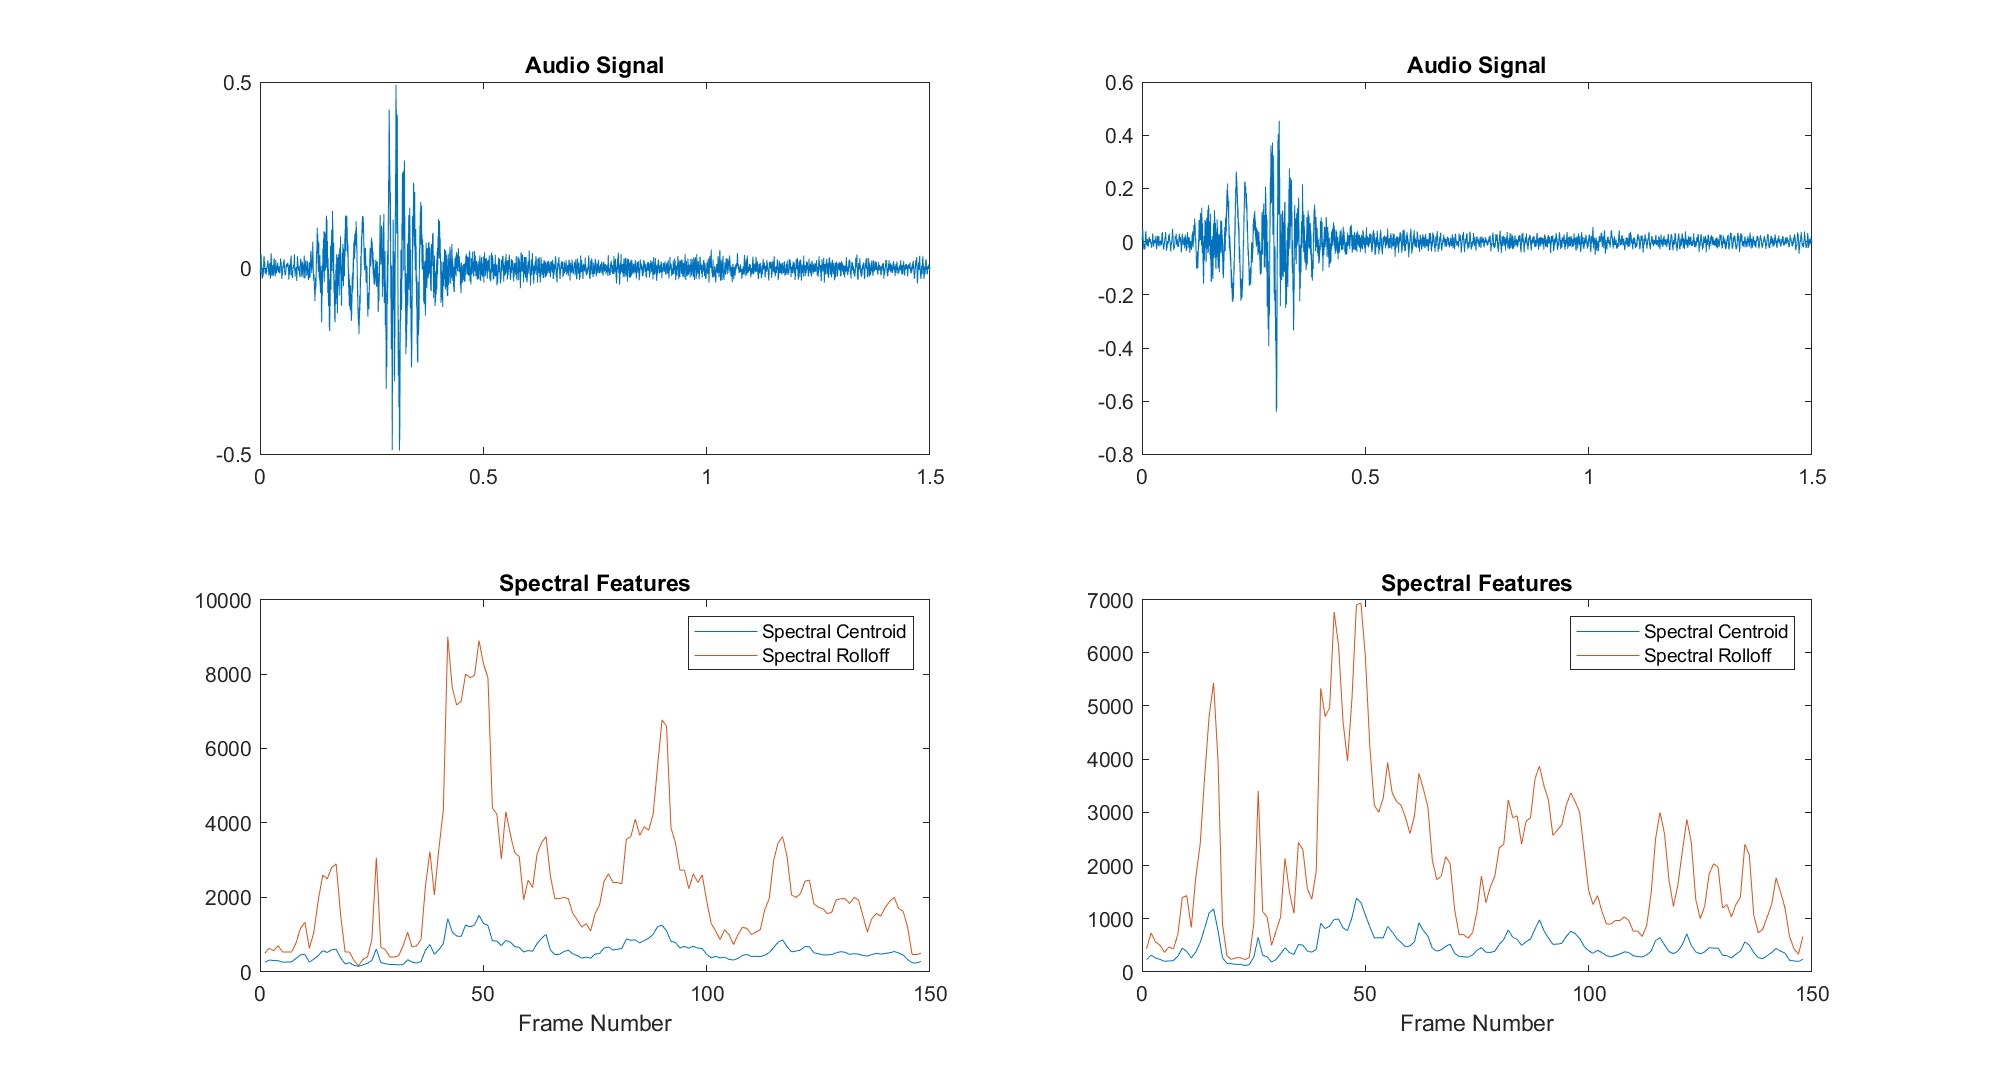 Audio Signal
0.5
0
-0.5
0 0.5 1 1.5
Audio Signal
0.6
0.4
0.2
0
-0.2
-0.4
-0.6
-0.8
0 0.5 1 1.5
Spectral Features
10000
8000
6000
4000
2000
0
Spectral Centroid
Spectral Rolloff
0 50 100 150
Frame Number
Spectral Features
7000
6000
5000
4000
3000
2000
1000
0
Spectral Centroid
Spectral Rolloff
0 50 100 150
Frame Number